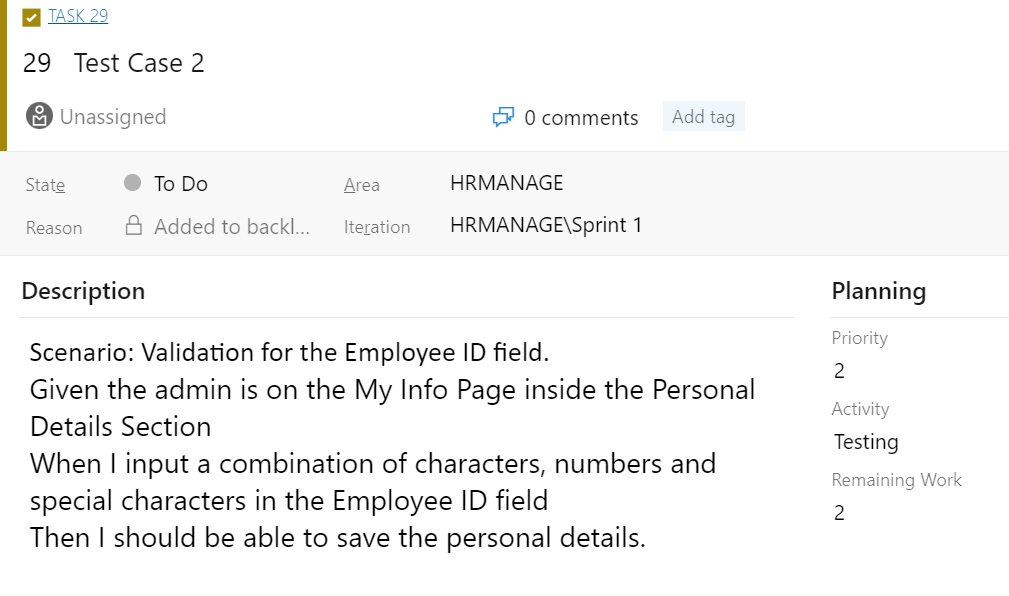 TASK 29
29 Test Case 2
Unassigned
0 comments
Add tag
State
To Do
Area
HRMANAGE
Reason
Added to backl...
Iteration
HRMANAGE\Sprint 1
Description
Scenario: Validation for the Employee ID field.
Given the admin is on the My Info Page inside the Personal
Details Section
When I input a combination of characters, numbers and
special characters in the Employee ID field
Then I should be able to save the personal details.
Planning
Priority
2
Activity
Testing
Remaining Work
2